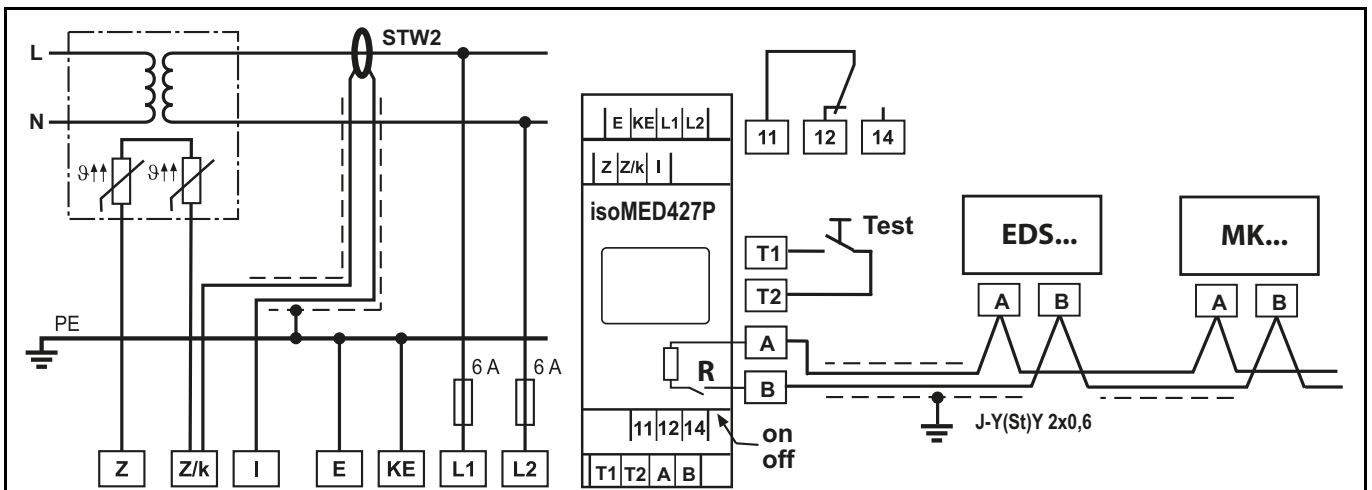 L
STW2
N
ϑ↑↑ ϑ↑↑
PE
6 A 6 A
Z Z/k I E KE L1 L2
E KE L1 L2
Z Z/k I
isoMED427P
R
11 12 14
on
off
T1 T2 A B
11 12 14
T1
T2
Test
A
B
EDS...
A B
MK...
A B
J-Y(St)Y 2x0,6